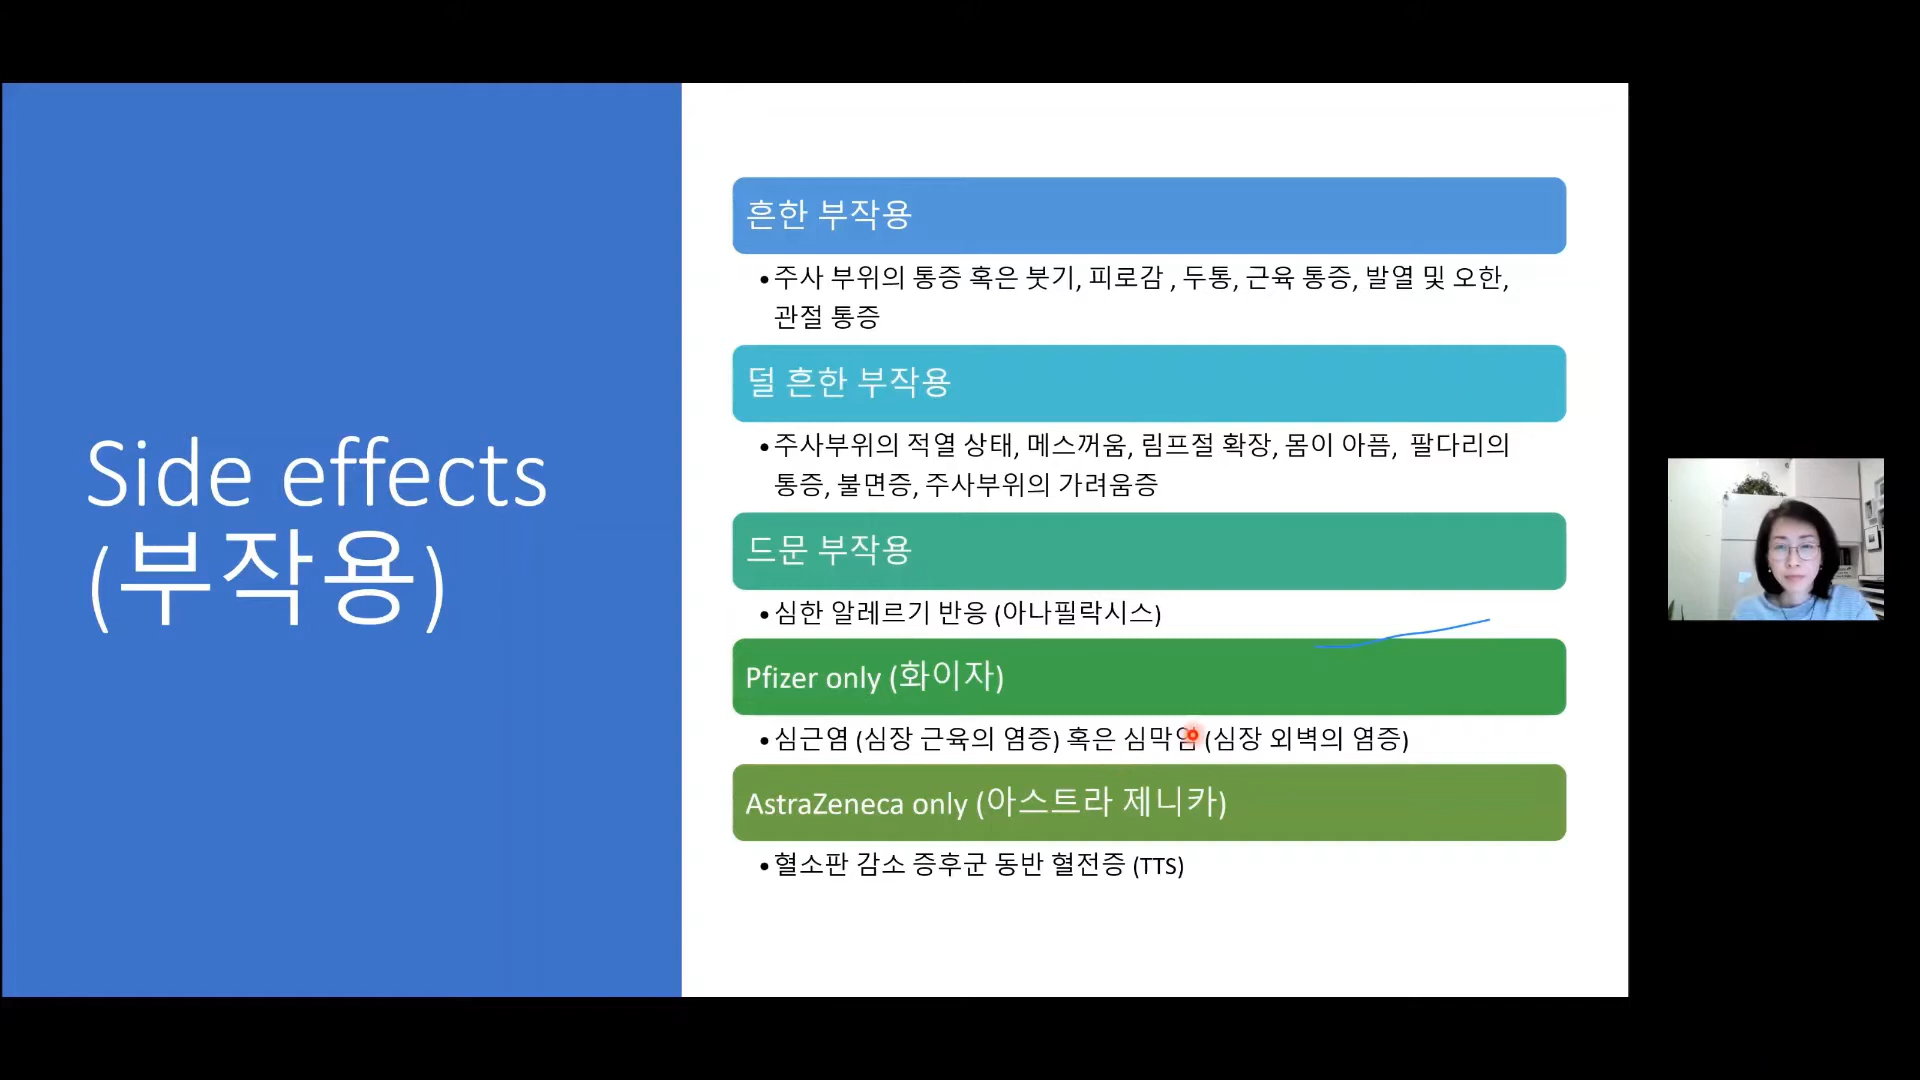 Side effects
(부작용)
흔한 부작용
•주사 부위의 통증 혹은 붓기, 피로감 , 두통, 근육 통증, 발열 및 오한,
관절 통증
덜 흔한 부작용
•주사부위의 적열 상태, 메스꺼움, 림프절 확장, 몸이 아픔, 팔다리의
통증, 불면증, 주사부위의 가려움증
드문 부작용
•심한 알레르기 반응 (아나필락시스)
Pfizer only (화이자)
•심근염 (심장 근육의 염증) 혹은 심막염 (심장 외벽의 염증)
AstraZeneca only (아스트라 제니카)
•혈소판 감소 증후군 동반 혈전증 (TTS)